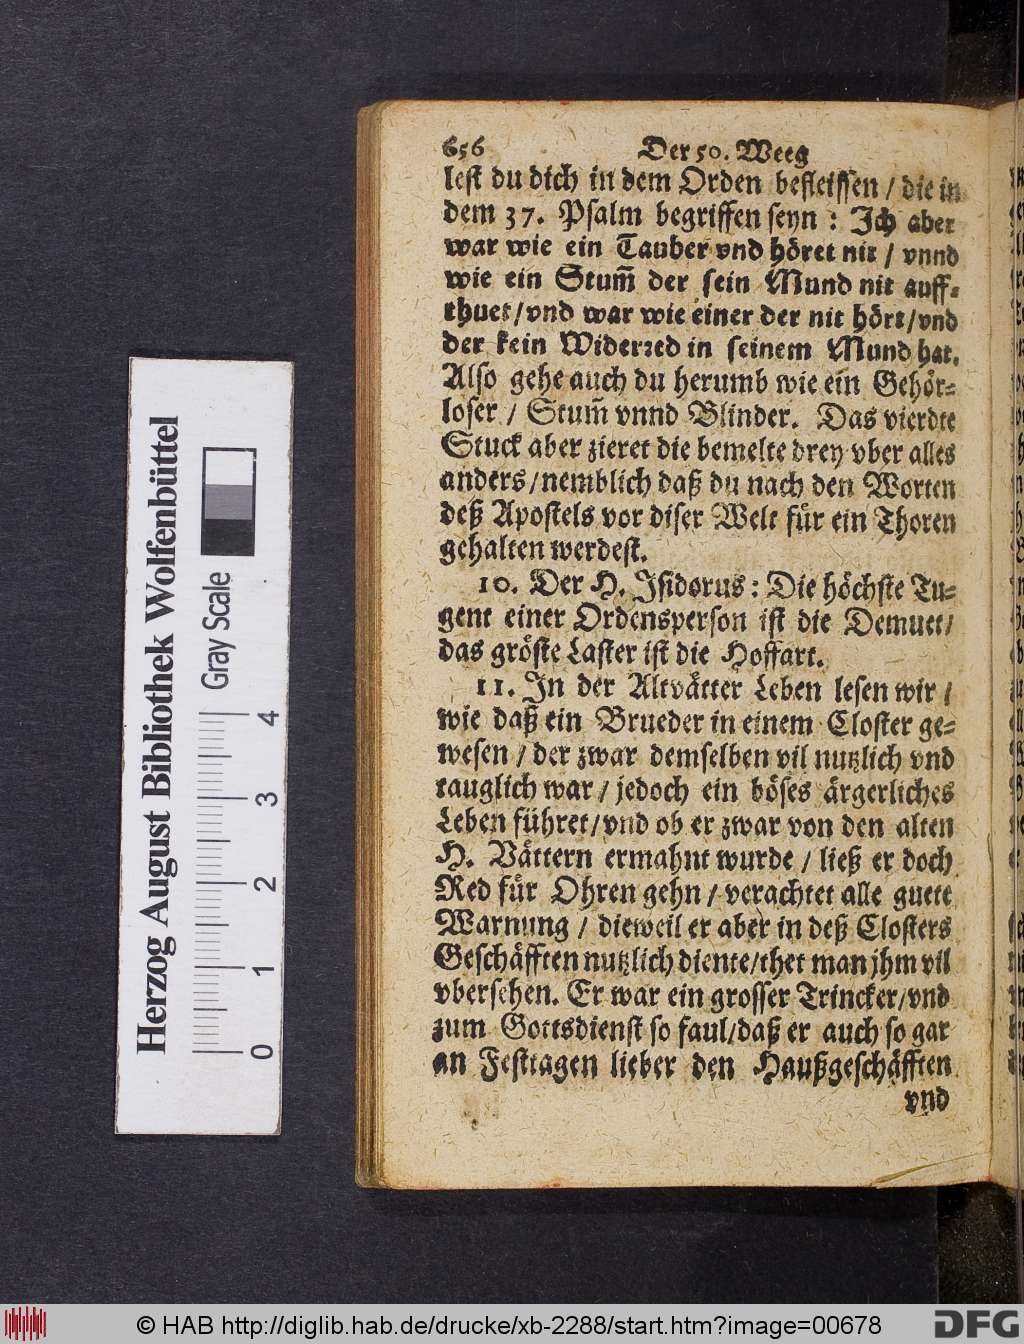 656 Der 50. Weeg
lest du dich in dem Orden befleissen / die in
dem 37. Psalm begriffen seyn : Ich aber
war wie ein Tauber vnd höret nit / vnnd
wie ein Stum̃ der sein Mund nit auff-
thuet/vnd war wie einer der nit hört/vnd
der kein Widerred in seinem Mund hat.
Also gehe auch du herumb wie ein Gehör-
loser / Stum̃ vnnd Blinder. Das vierdte
Stuck aber zieret die bemelte drey vber alles
anders/nemblich daß du nach den Worten
deß Apostels vor diser Welt für ein Thoren
gehalten werdest.
10. Der H. Isidorus : Die höchste Tu-
gent einer Ordensperson ist die Demuet/
das gröste Laster ist die Hoffart.
11. In der Altvätter Leben lesen wir /
wie daß ein Brueder in einem Closter ge-
wesen / der zwar demselben vil nutzlich vnd
tauglich war / jedoch ein böses ärgerliches
Leben führet/vnd ob er zwar von den alten
H. Vättern ermahnt wurde / ließ er doch
Red für Ohren gehn / verachtet alle guete
Warnung / dieweil er aber in deß Closters
Geschäfften nutzlich diente/thet man jhm vil
vbersehen. Er war ein grosser Trincker/vnd
zum Gottsdienst so faul/daß er auch so gar
an Festtagen lieber den Haußgeschäfften
vnd
Herzog August Bibliothek Wolfenbüttel
Gray Scale
0 1 2 3 4
© HAB http://diglib.hab.de/drucke/xb-2288/start.htm?image=00678
DFG